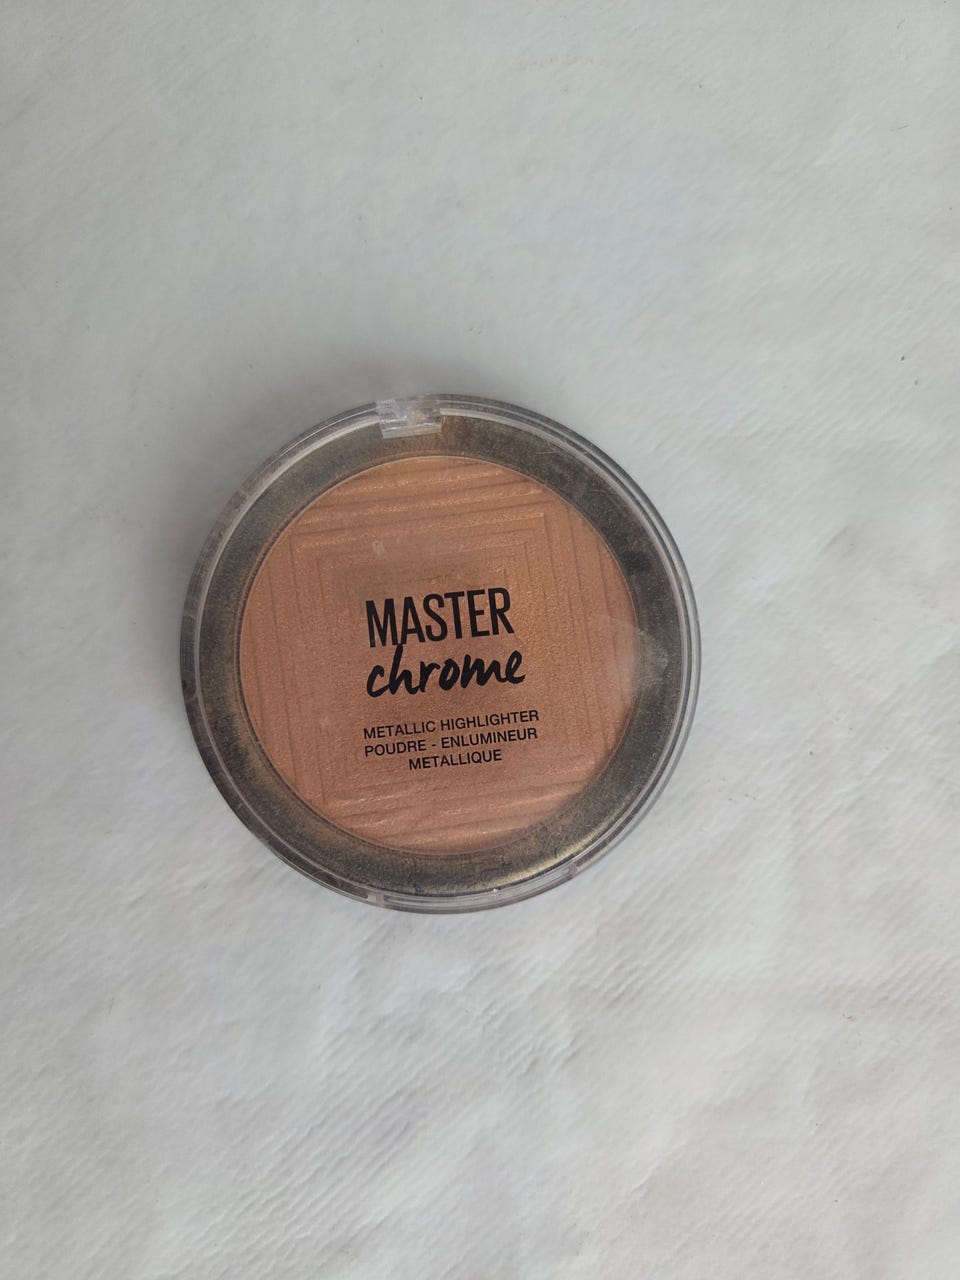 MASTER
chrome
METALLIC HIGHLIGHTER
POUDRE - ENLUMINEUR
METALLIQUE